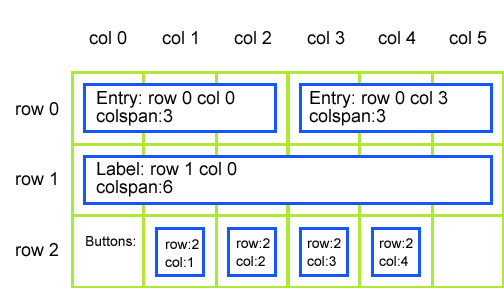 col 0 col 1 col 2 col 3 col 4 col 5
row 0
Entry: row 0 col 0
colspan:3
Entry: row 0 col 3
colspan:3
row 1
Label: row 1 col 0
colspan:6
row 2
Buttons:
row:2
col:1
row:2
col:2
row:2
col:3
row:2
col:4